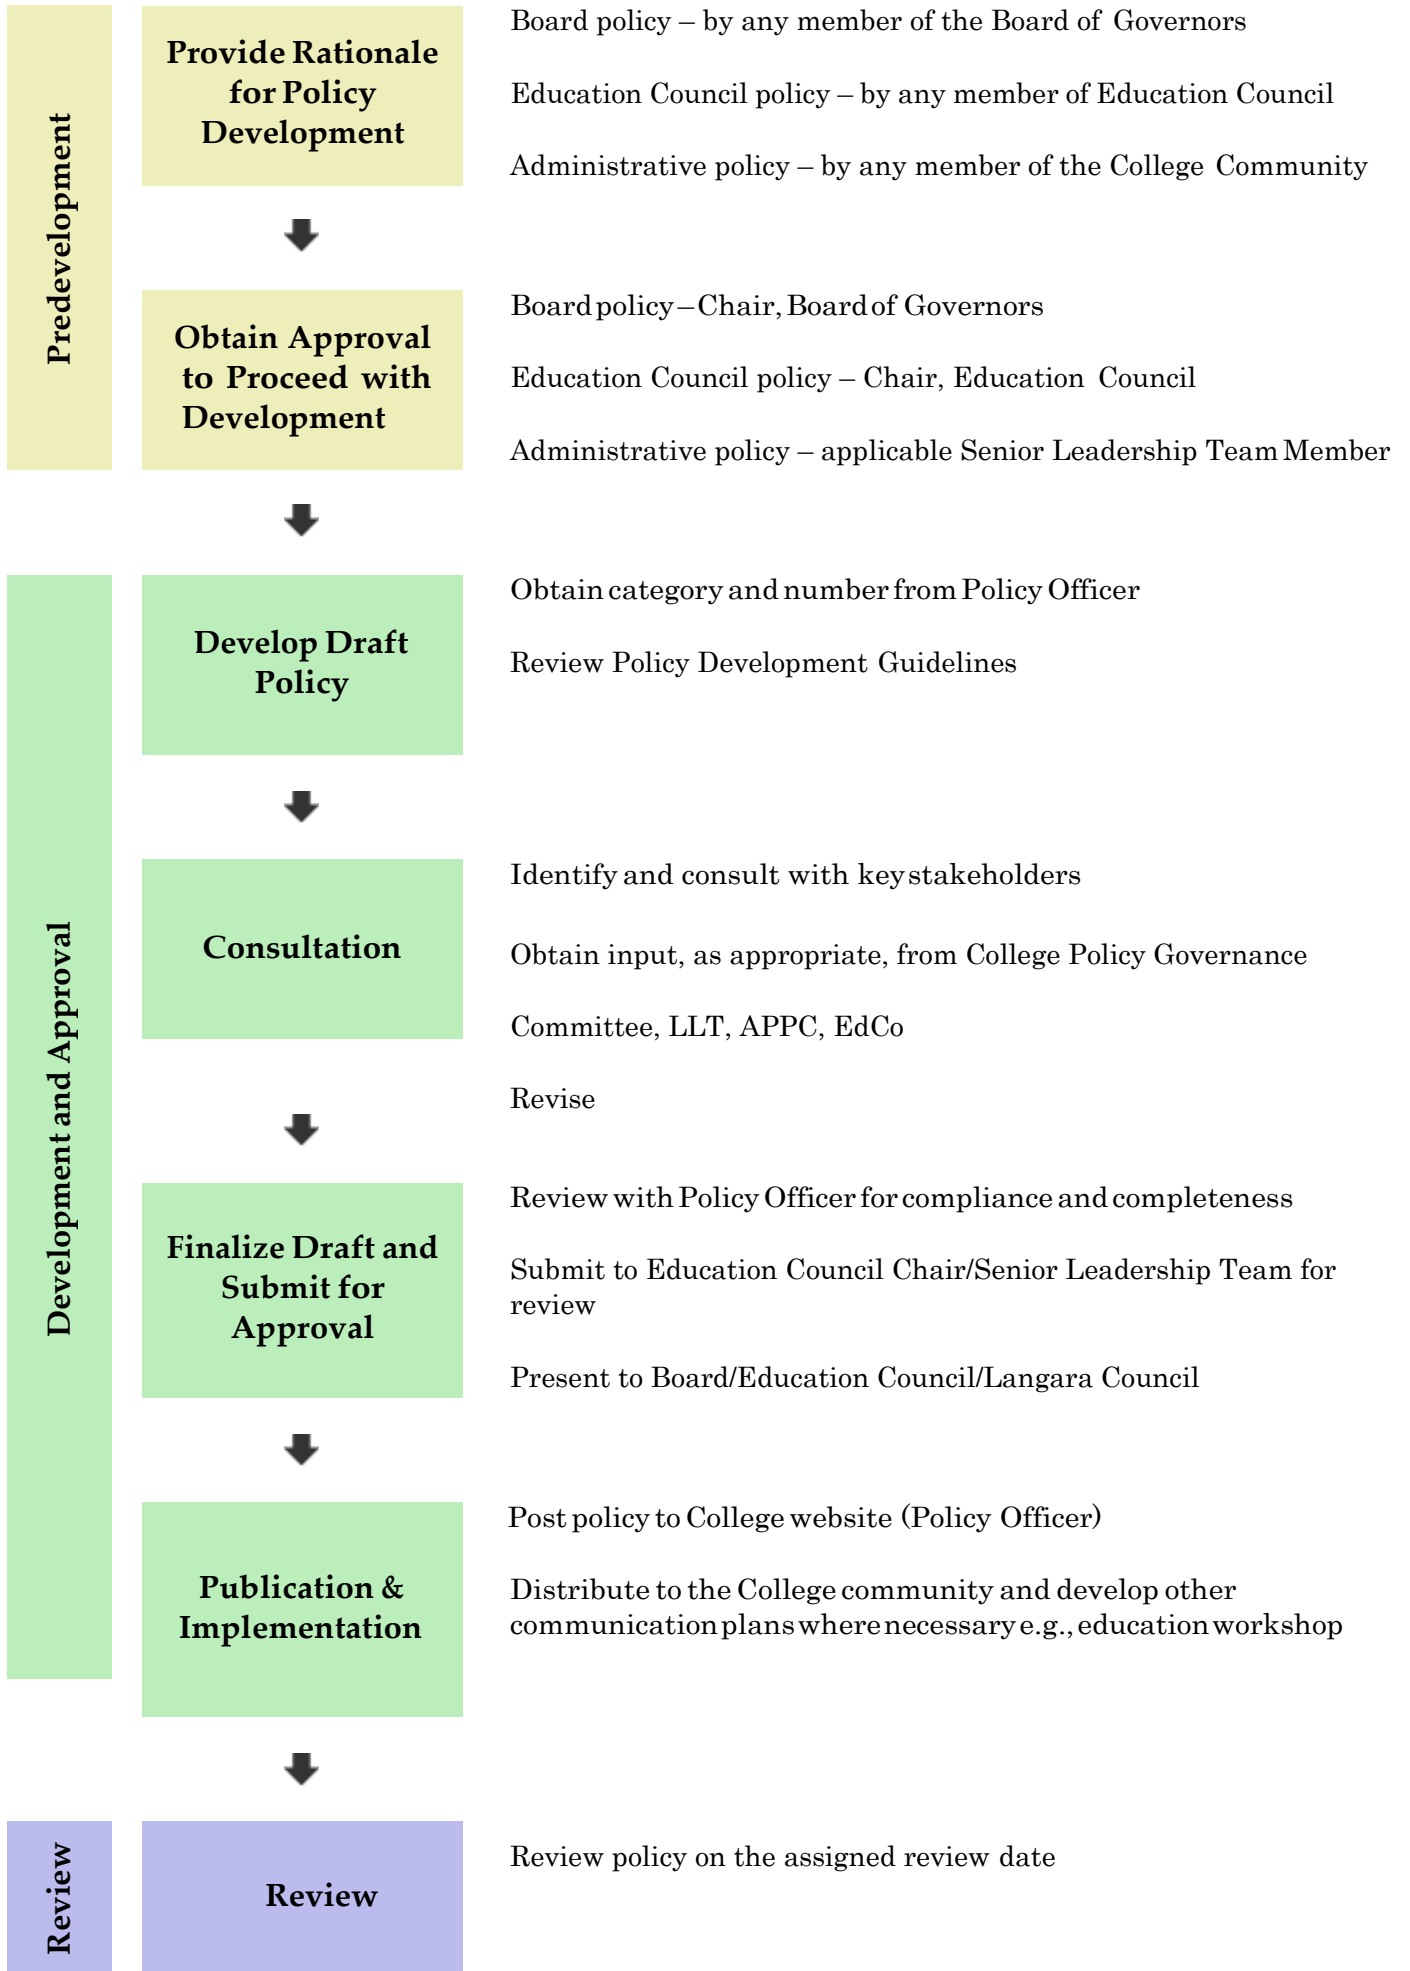 Predevelopment
Provide Rationale
for Policy
Development
Board policy – by any member of the Board of Governors
Education Council policy – by any member of Education Council
Administrative policy – by any member of the College Community
Obtain Approval
to Proceed with
Development
Board policy – Chair, Board of Governors
Education Council policy – Chair, Education Council
Administrative policy – applicable Senior Leadership Team Member
Development and Approval
Develop Draft
Policy
Obtain category and number from Policy Officer
Review Policy Development Guidelines
Consultation
Identify and consult with key stakeholders
Obtain input, as appropriate, from College Policy Governance
Committee, LLT, APPC, EdCo
Revise
Finalize Draft and
Submit for
Approval
Review with Policy Officer for compliance and completeness
Submit to Education Council Chair/Senior Leadership Team for
review
Present to Board/Education Council/Langara Council
Publication &
Implementation
Post policy to College website (Policy Officer)
Distribute to the College community and develop other
communication plans where necessary e.g., education workshop
Review
Review
Review policy on the assigned review date